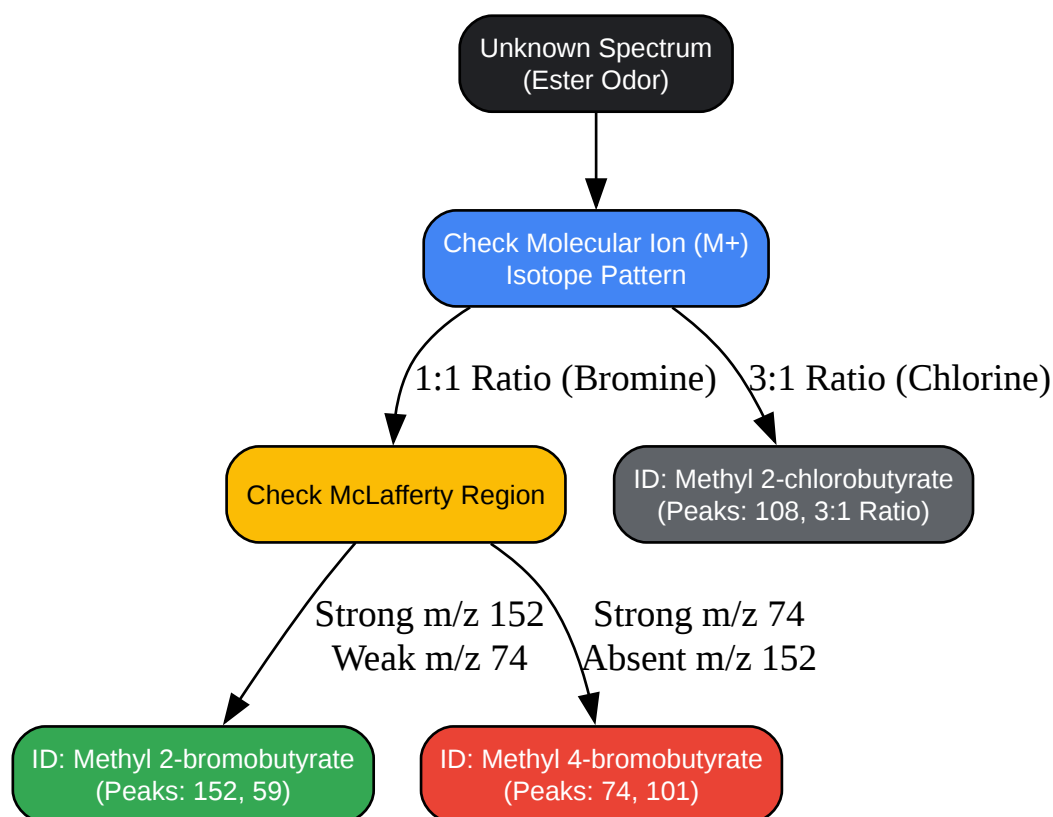 Unknown Spectrum
(Ester Odor)
Check Molecular Ion (M+)
Isotope Pattern
1:1 Ratio (Bromine)
3:1 Ratio (Chlorine)
Check McLafferty Region
ID: Methyl 2-chlorobutyrate
(Peaks: 108, 3:1 Ratio)
Strong m/z 152
Weak m/z 74
Strong m/z 74
Absent m/z 152
ID: Methyl 2-bromobutyrate
(Peaks: 152, 59)
ID: Methyl 4-bromobutyrate
(Peaks: 74, 101)